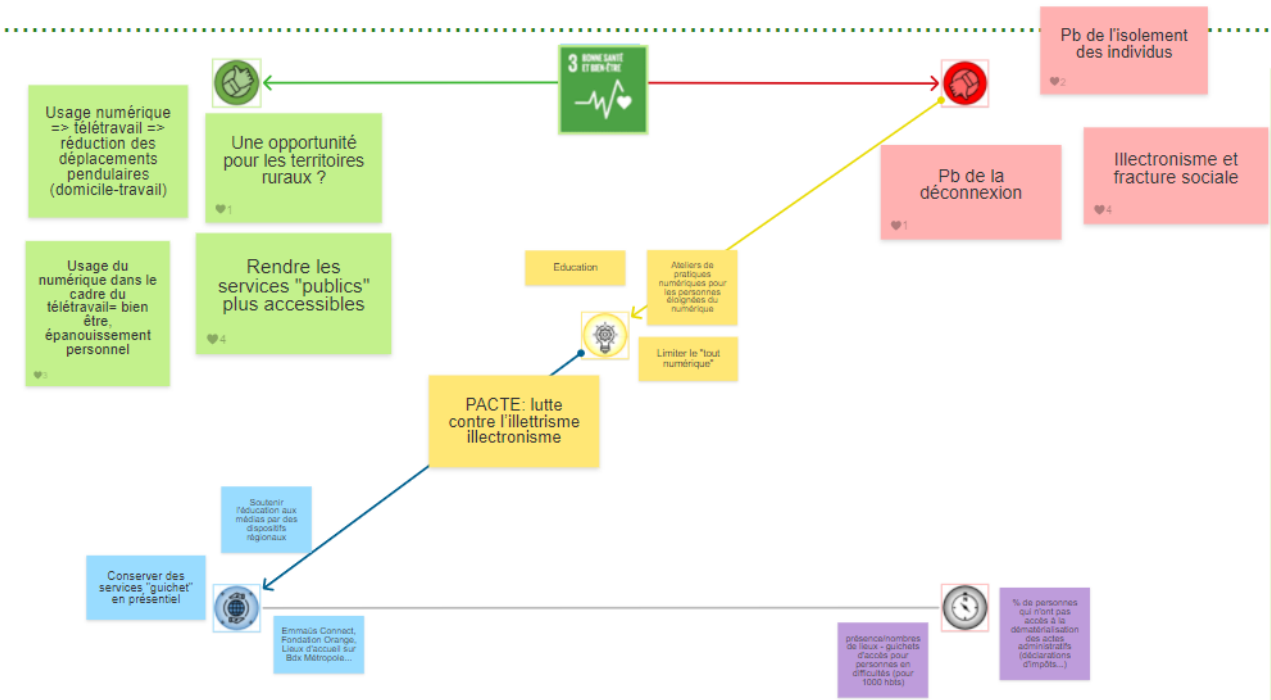 Pb de l'isolement
des individus
2
3 BONNE SANTÉ
ET BIEN-ÊTRE
Usage numérique
=> télétravail =>
réduction des
déplacements
pendulaires
(domicile-travail)
Une opportunité
pour les territoires
ruraux ?
1
Pb de la
déconnexion
1
Illectronisme et
fracture sociale
4
Usage du
numérique dans le
cadre du
télétravail= bien
être,
épanouissement
personnel
3
Rendre les
services "publics"
plus accessibles
4
Education
Ateliers de
pratiques
numériques pour
les personnes
éloignées du
numérique
Limiter le "tout
numérique"
PACTE: lutte
contre l'illettrisme
illectronisme
Soutenir
l'éducation aux
médias par des
dispositifs
régionaux
Conserver des
services "guichet"
en présentiel
Emmaüs Connect,
Fondation Orange,
Lieux d'accueil sur
Bdx Métropole...
présence/nombres
de lieux - guichets
d'accès pour
personnes en
difficultés (pour
1000 hbts)
% de personnes
qui n'ont pas
accès à la
dématérialisation
des actes
administratifs
(déclarations
d'impôts...)